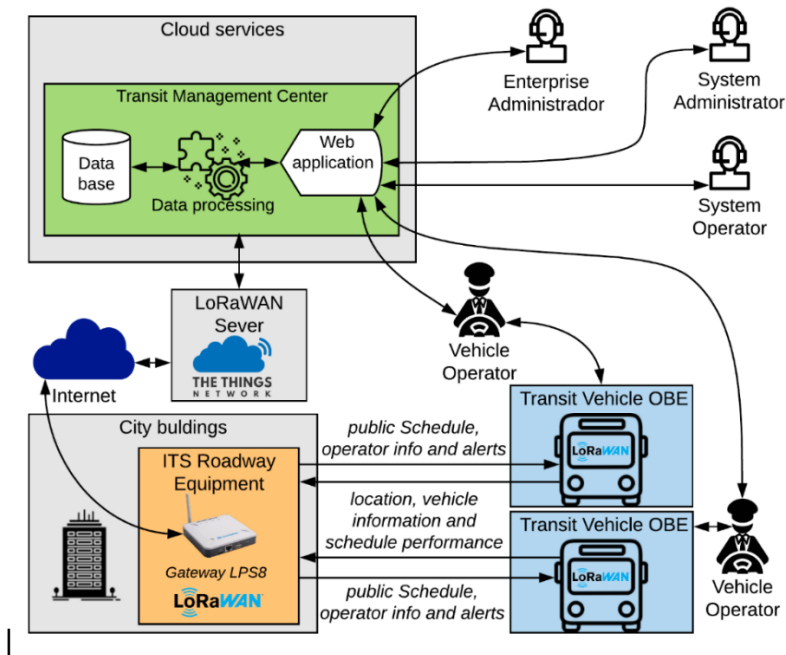 Cloud services
Transit Management Center
Data
base
Data processing
Web
application
Enterprise
Administrador
System
Administrator
System
Operator
LoRaWAN
Sever
THE THINGS
NETWORK
Internet
Vehicle
Operator
City buldings
ITS Roadway
Equipment
Gateway LPS8
LoRaWAN
public Schedule,
operator info and alerts
location, vehicle
information and
schedule performance
public Schedule,
operator info and alerts
Transit Vehicle OBE
LoRaWAN
Transit Vehicle OBE
LoRaWAN
Vehicle
Operator